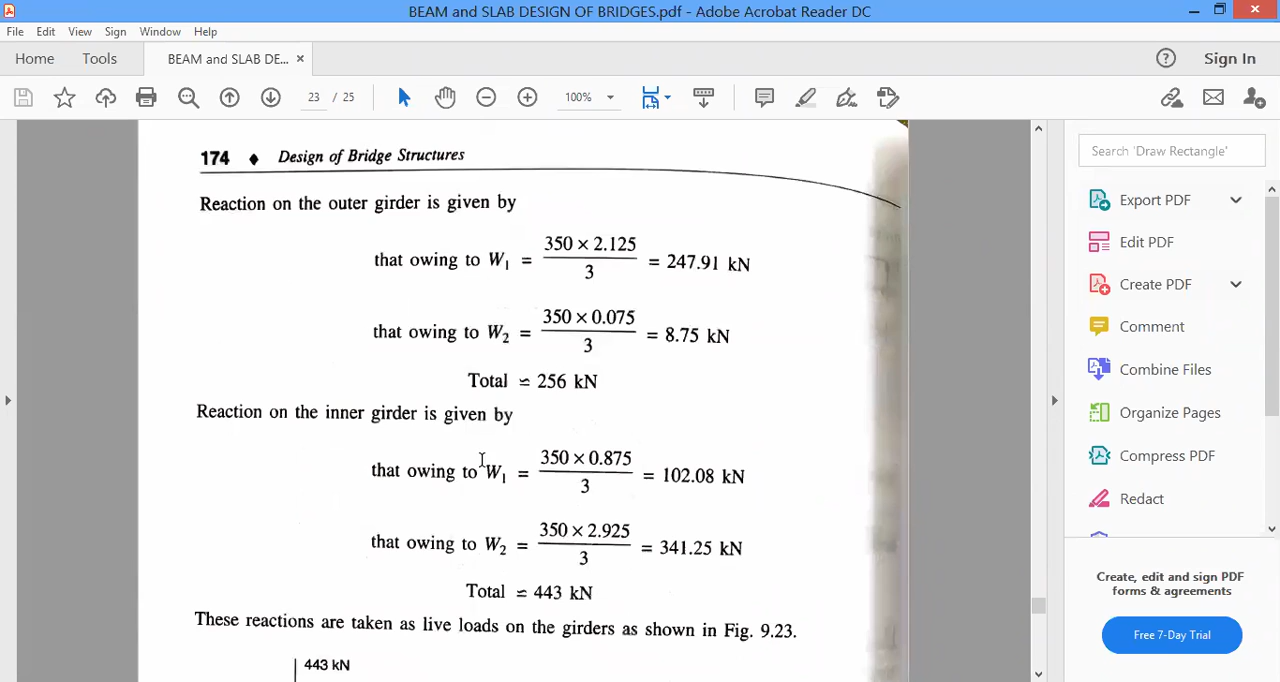 BEAM and SLAB DESIGN OF BRIDGES.pdf - Adobe Acrobat Reader DC
File Edit View Sign Window Help
Home Tools BEAM and SLAB DE... × Sign In
23 / 25 100%
174 ♦ Design of Bridge Structures
Reaction on the outer girder is given by
that owing to W₁ = 350 × 2.125 / 3 = 247.91 kN
that owing to W₂ = 350 × 0.075 / 3 = 8.75 kN
Total ≃ 256 kN
Reaction on the inner girder is given by
that owing to W₁ = 350 × 0.875 / 3 = 102.08 kN
that owing to W₂ = 350 × 2.925 / 3 = 341.25 kN
Total ≃ 443 kN
These reactions are taken as live loads on the girders as shown in Fig. 9.23.
443 kN
Search 'Draw Rectangle'
Export PDF
Edit PDF
Create PDF
Comment
Combine Files
Organize Pages
Compress PDF
Redact
Create, edit and sign PDF
forms & agreements
Free 7-Day Trial